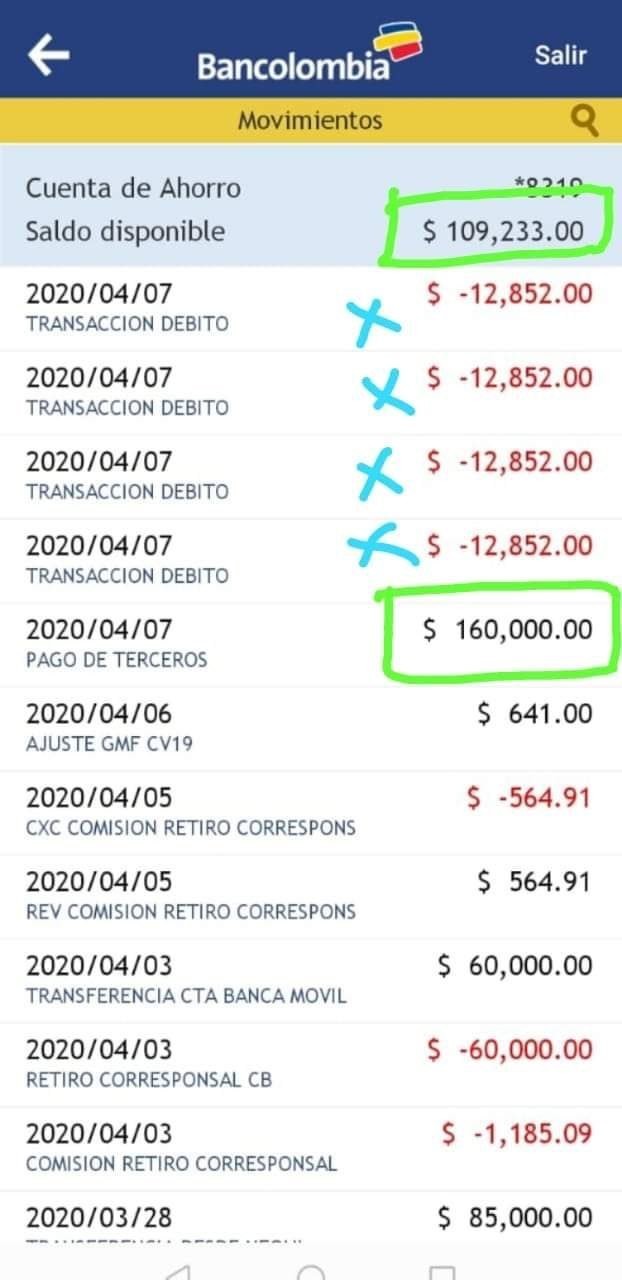 Bancolombia
Salir
Movimientos
Cuenta de Ahorro *8319
Saldo disponible $ 109,233.00
2020/04/07 $ -12,852.00
TRANSACCION DEBITO
2020/04/07 $ -12,852.00
TRANSACCION DEBITO
2020/04/07 $ -12,852.00
TRANSACCION DEBITO
2020/04/07 $ -12,852.00
TRANSACCION DEBITO
2020/04/07 $ 160,000.00
PAGO DE TERCEROS
2020/04/06 $ 641.00
AJUSTE GMF CV19
2020/04/05 $ -564.91
CXC COMISION RETIRO CORRESPONS
2020/04/05 $ 564.91
REV COMISION RETIRO CORRESPONS
2020/04/03 $ 60,000.00
TRANSFERENCIA CTA BANCA MOVIL
2020/04/03 $ -60,000.00
RETIRO CORRESPONSAL CB
2020/04/03 $ -1,185.09
COMISION RETIRO CORRESPONSAL
2020/03/28 $ 85,000.00